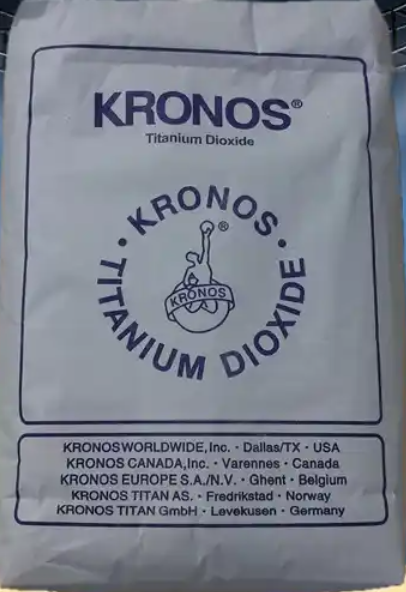 KRONOS®
Titanium Dioxide
• KRONOS •
®
KRONOS
TITANIUM DIOXIDE
KRONOSWORLDWIDE,Inc. • Dallas/TX • USA
KRONOS CANADA,Inc. • Varennes • Canada
KRONOS EUROPE S.A./N.V. • Ghent • Belgium
KRONOS TITAN AS. • Fredrikstad • Norway
KRONOS TITAN GmbH • Levekusen • Germany